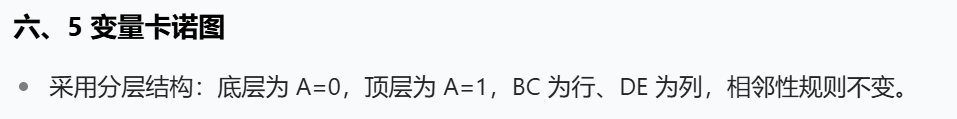 六、5 变量卡诺图
• 采用分层结构：底层为 A=0，顶层为 A=1，BC 为行、DE 为列，相邻性规则不变。